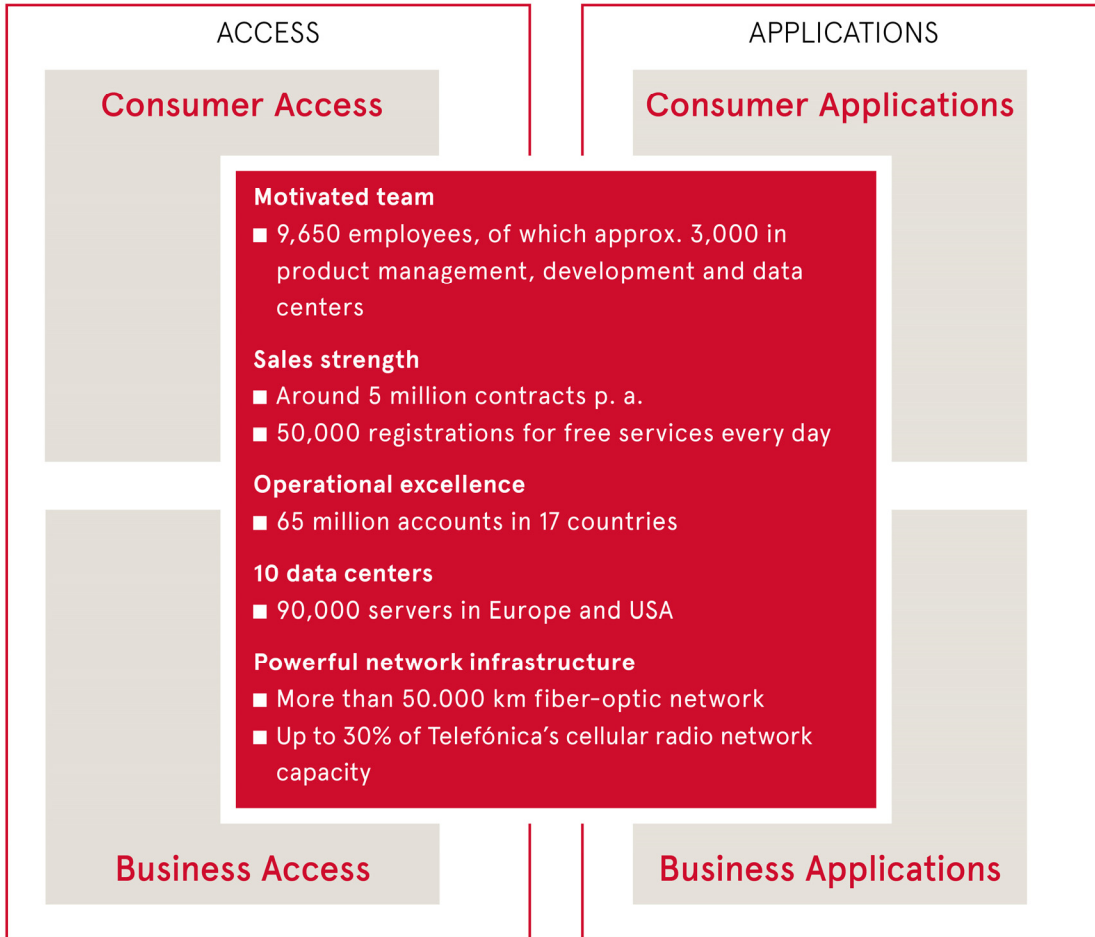 ACCESS
APPLICATIONS
Consumer Access
Consumer Applications
Motivated team
■ 9,650 employees, of which approx. 3,000 in
product management, development and data
centers
Sales strength
■ Around 5 million contracts p. a.
■ 50,000 registrations for free services every day
Operational excellence
■ 65 million accounts in 17 countries
10 data centers
■ 90,000 servers in Europe and USA
Powerful network infrastructure
■ More than 50.000 km fiber-optic network
■ Up to 30% of Telefónica’s cellular radio network
capacity
Business Access
Business Applications